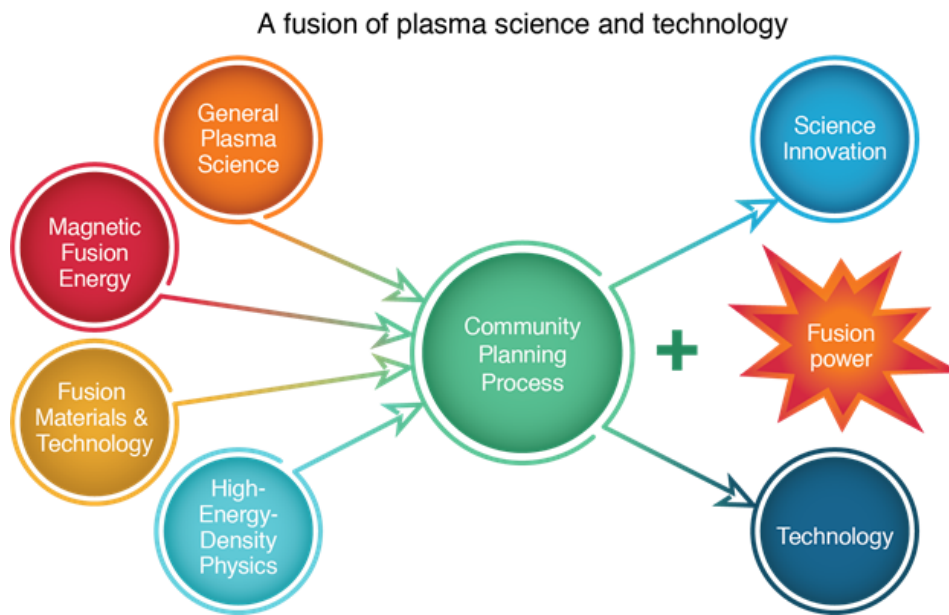 A fusion of plasma science and technology
General
Plasma
Science
Magnetic
Fusion
Energy
Fusion
Materials &
Technology
High-
Energy-
Density
Physics
Community
Planning
Process
+
Science
Innovation
Fusion
power
Technology